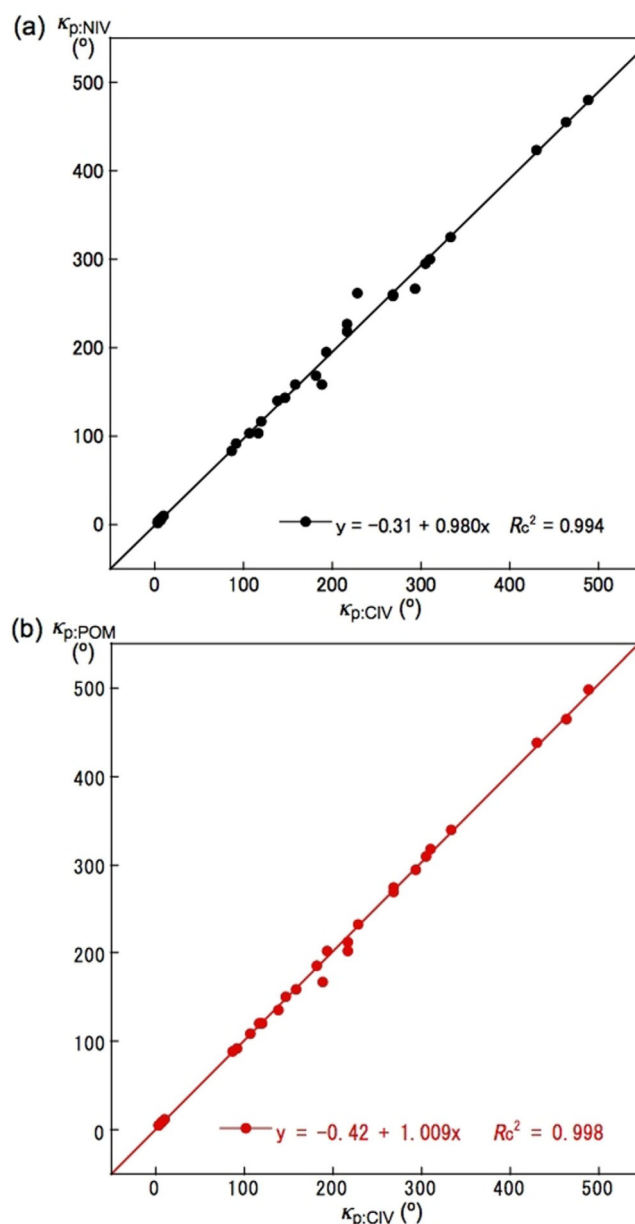 (a) κp:NIV
(º)
500
400
300
200
100
0
y = −0.31 + 0.980x Rc² = 0.994
0 100 200 300 400 500
κp:CIV (º)
(b) κp:POM
(º)
500
400
300
200
100
0
y = −0.42 + 1.009x Rc² = 0.998
0 100 200 300 400 500
κp:CIV (º)